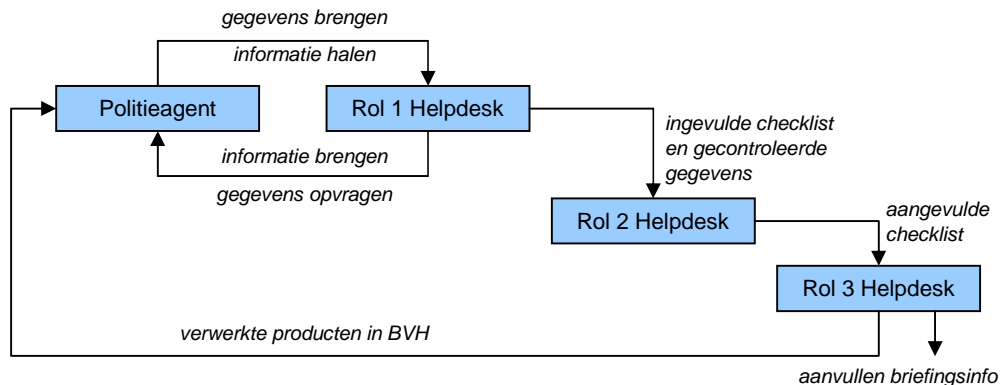 gegevens brengen
informatie halen
Politieagent
Rol 1 Helpdesk
informatie brengen
gegevens opvragen
ingevulde checklist
en gecontroleerde
gegevens
Rol 2 Helpdesk
aangevulde
checklist
Rol 3 Helpdesk
verwerkte producten in BVH
aanvullen briefingsinfo